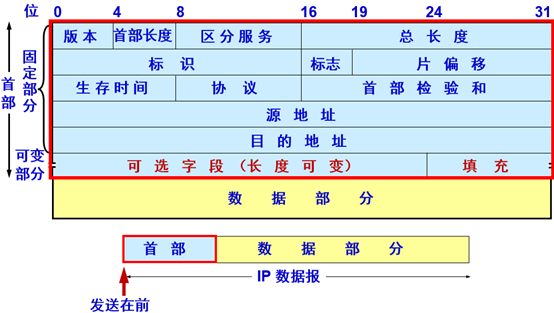 位 0 4 8 16 19 24 31
版本 首部长度 区分服务 总长度
标识 标志 片偏移
生存时间 协议 首部检验和
源地址
目的地址
可选字段（长度可变） 填充
数据部分
首部
固定部分
可变部分
首部 数据部分
IP 数据报
发送在前